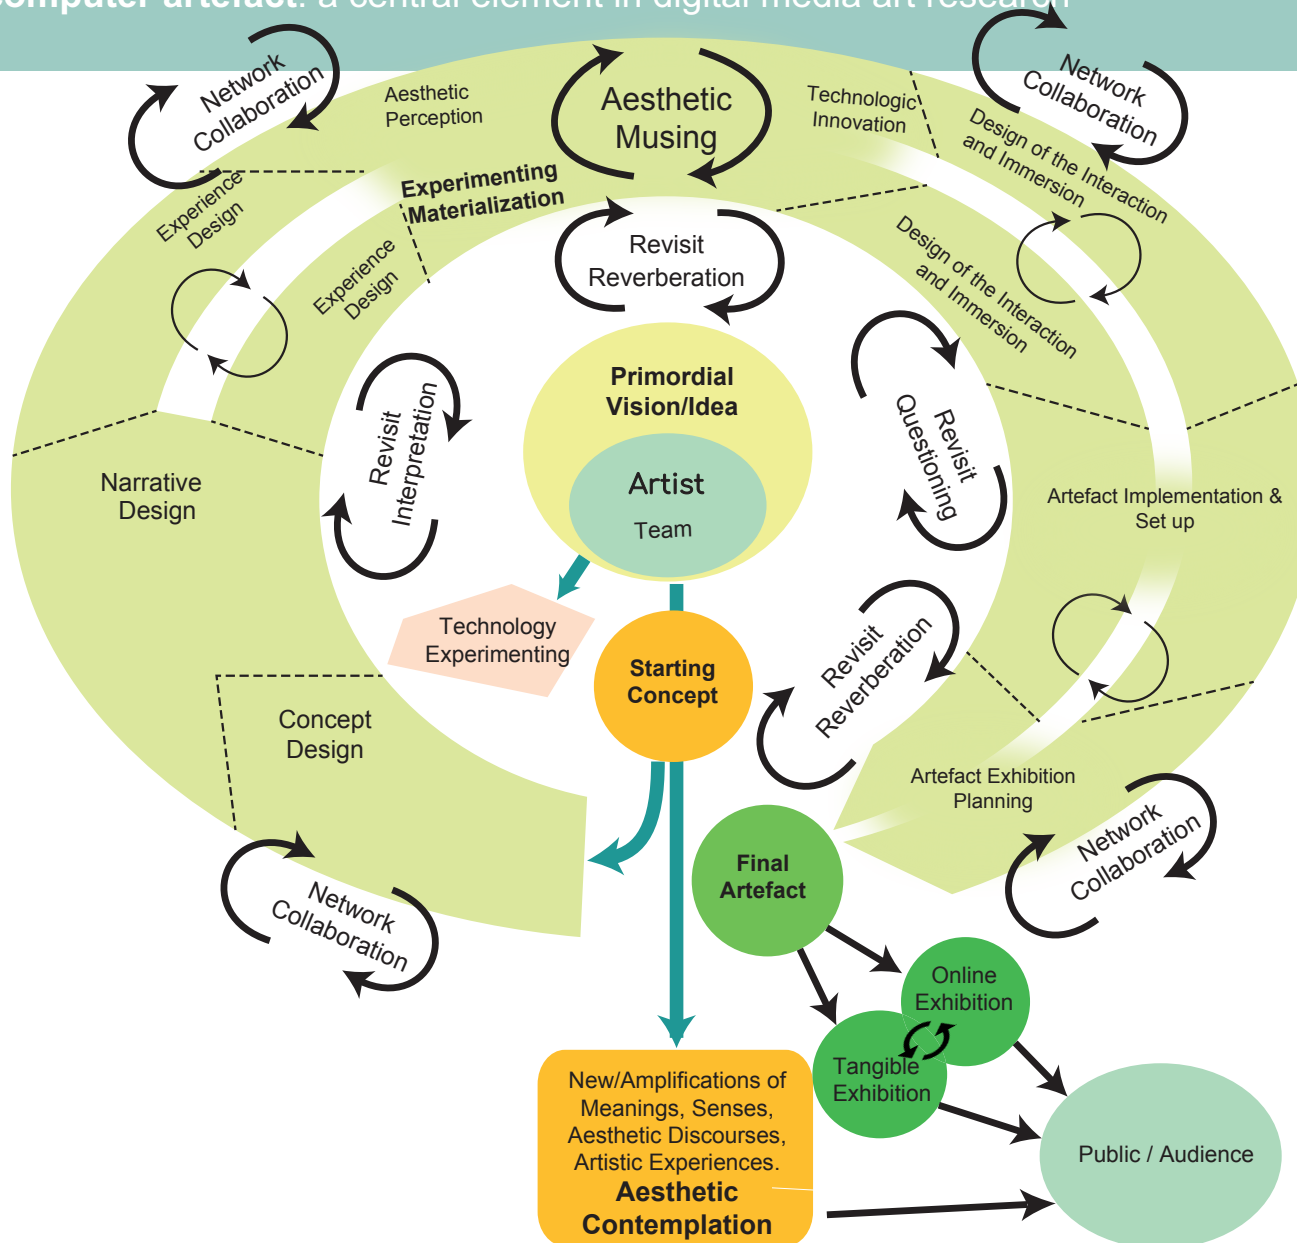 computer artefact: a central element in digital media art research
Network
Collaboration
Aesthetic
Perception
Aesthetic
Musing
Technologic
Innovation
Network
Collaboration
Design of the Interaction
and Immersion
Experience
Design
Experimenting
Materialization
Experience
Design
Revisit
Reverberation
Design of the Interaction
and Immersion
Primordial
Vision/Idea
Artist
Team
Revisit
Interpretation
Revisit
Questioning
Narrative
Design
Artefact Implementation &
Set up
Technology
Experimenting
Starting
Concept
Revisit
Reverberation
Concept
Design
Artefact Exhibition
Planning
Network
Collaboration
Network
Collaboration
Final
Artefact
Online
Exhibition
Tangible
Exhibition
New/Amplifications of
Meanings, Senses,
Aesthetic Discourses,
Artistic Experiences.
Aesthetic
Contemplation
Public / Audience